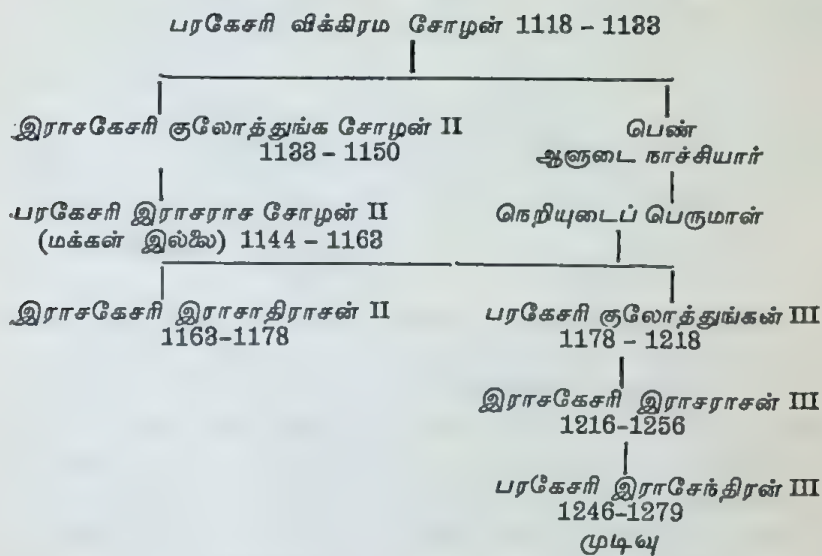 பரகேசரி விக்கிரம சோழன் 1118 – 1133
இராசகேசரி குலோத்துங்க சோழன் II
1133 – 1150
பெண்
ஆளுடை நாச்சியார்
பரகேசரி இராசராச சோழன் II
(மக்கள் இல்லை) 1144 – 1163
நெறியுடைப் பெருமாள்
இராசகேசரி இராசாதிராசன் II
1163-1178
பரகேசரி குலோத்துங்கன் III
1178 – 1218
இராசகேசரி இராசராசன் III
1216-1256
பரகேசரி இராசேந்திரன் III
1246-1279
முடிவு